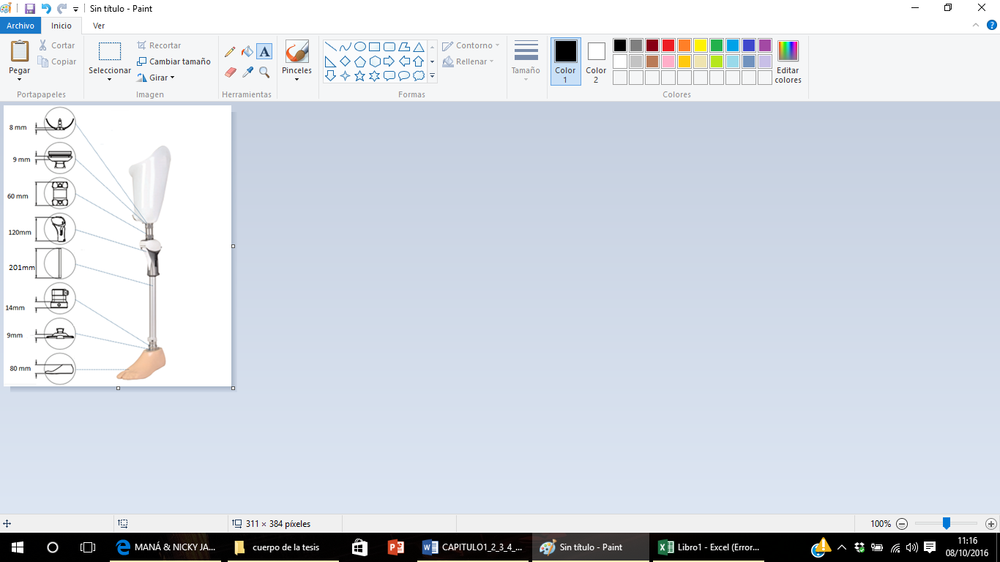 Sin título - Paint
Archivo
Inicio
Ver
Pegar
Cortar
Copiar
Portapapeles
Seleccionar
Recortar
Cambiar tamaño
Girar
Imagen
A
Herramientas
Pinceles
Contorno
Rellenar
Formas
Tamaño
Color 1
Color 2
Editar colores
Colores
8 mm
9 mm
60 mm
120mm
201mm
14mm
9mm
80 mm
311 × 384 píxeles
100%
MANÁ & NICKY JA...
cuerpo de la tesis
CAPITULO1_2_3_4_...
Sin título - Paint
Libro1 - Excel (Error...
11:16
08/10/2016